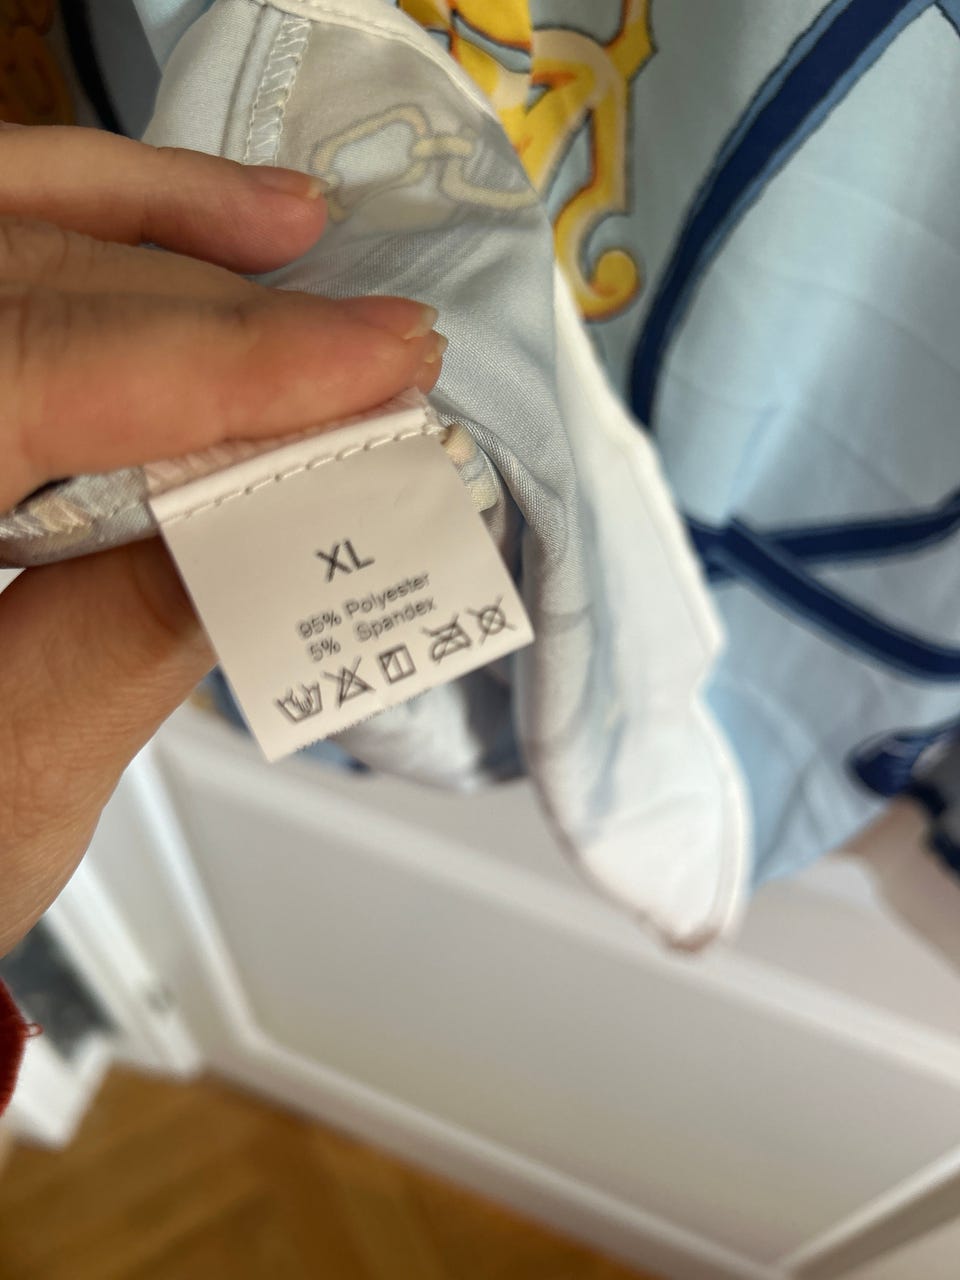 XL
95% Polyester
5% Spandex